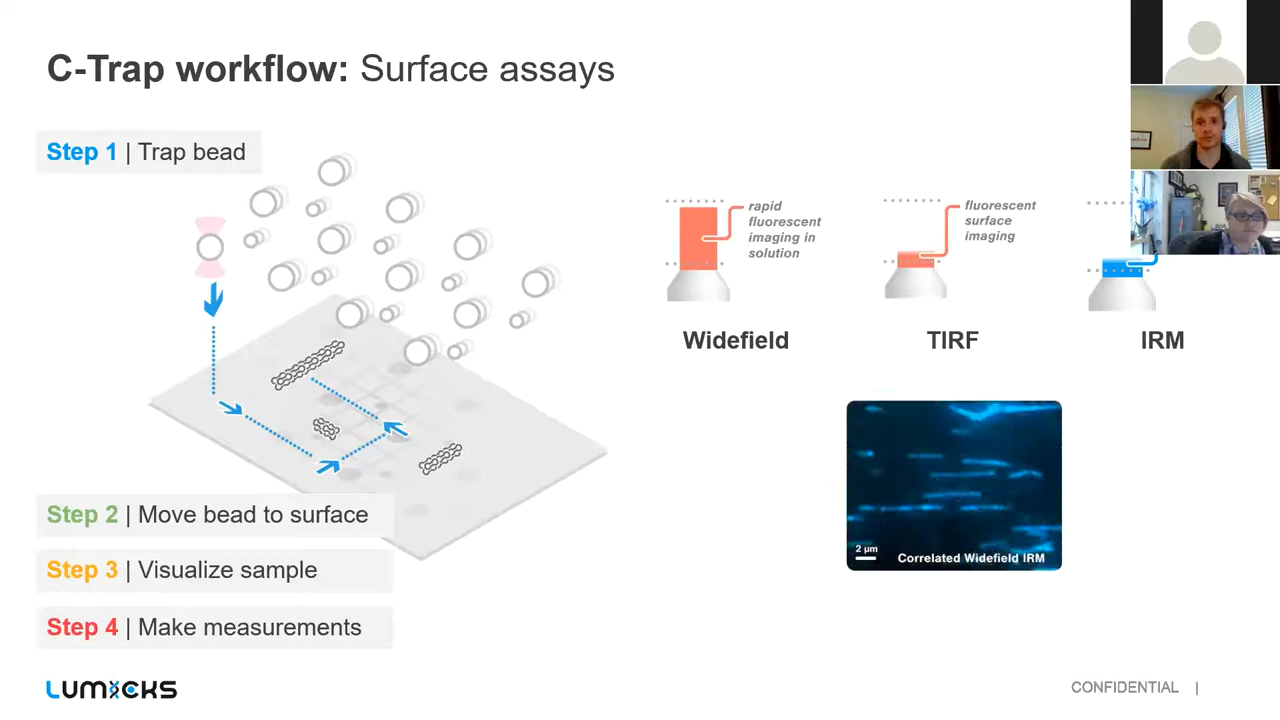 C-Trap workflow: Surface assays
Step 1 | Trap bead
rapid
fluorescent
imaging in
solution
fluorescent
surface
imaging
Widefield
TIRF
IRM
2 μm
Correlated Widefield IRM
Step 2 | Move bead to surface
Step 3 | Visualize sample
Step 4 | Make measurements
LUMICKS
CONFIDENTIAL |